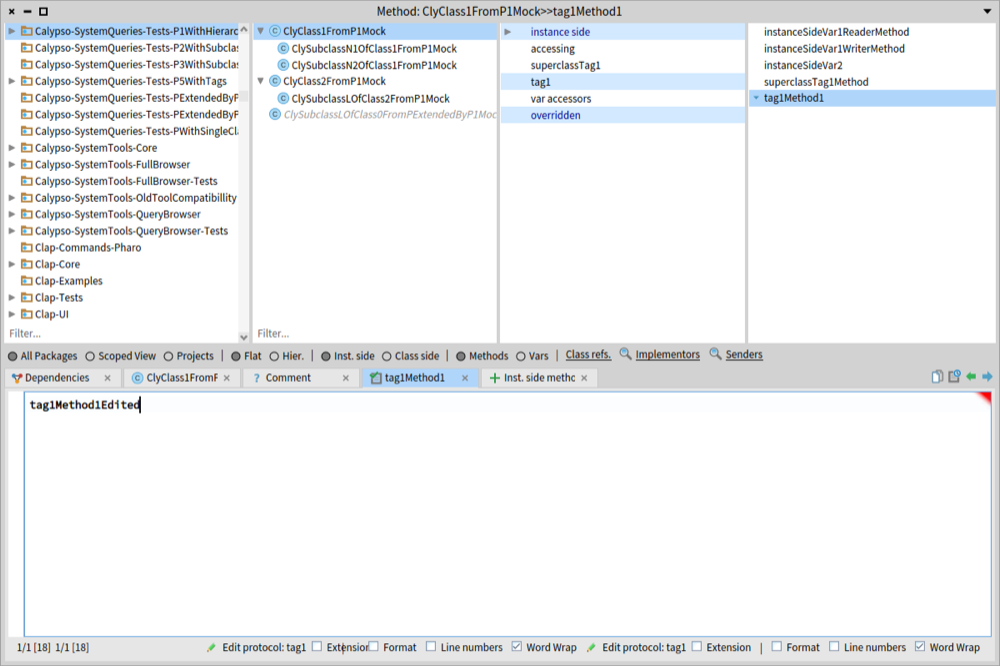 Method: ClyClass1FromP1Mock>>tag1Method1
Calypso-SystemQueries-Tests-P1WithHierarc
Calypso-SystemQueries-Tests-P2WithSubclas
Calypso-SystemQueries-Tests-P3WithSubclas
Calypso-SystemQueries-Tests-P5WithTags
Calypso-SystemQueries-Tests-PExtendedByP
Calypso-SystemQueries-Tests-PExtendedByP
Calypso-SystemQueries-Tests-PWithSingleCl
Calypso-SystemTools-Core
Calypso-SystemTools-FullBrowser
Calypso-SystemTools-FullBrowser-Tests
Calypso-SystemTools-OldToolCompatibillity
Calypso-SystemTools-QueryBrowser
Calypso-SystemTools-QueryBrowser-Tests
Clap-Commands-Pharo
Clap-Core
Clap-Examples
Clap-Tests
Clap-UI
Filter...
ClyClass1FromP1Mock
ClySubclassN1OfClass1FromP1Mock
ClySubclassN2OfClass1FromP1Mock
ClyClass2FromP1Mock
ClySubclassLOfClass2FromP1Mock
ClySubclassLOfClass0FromPExtendedByP1Moc
Filter...
instance side
accessing
superclassTag1
tag1
var accessors
overridden
instanceSideVar1ReaderMethod
instanceSideVar1WriterMethod
instanceSideVar2
superclassTag1Method
tag1Method1
All Packages Scoped View Projects | Flat Hier. | Inst. side Class side | Methods Vars Class refs. Implementors Senders
Dependencies × ClyClass1FromF × ? Comment × tag1Method1 × Inst. side methc ×
tag1Method1Edited
1/1 [18] 1/1 [18] Edit protocol: tag1 Extension Format Line numbers Word Wrap Edit protocol: tag1 Extension | Format Line numbers Word Wrap